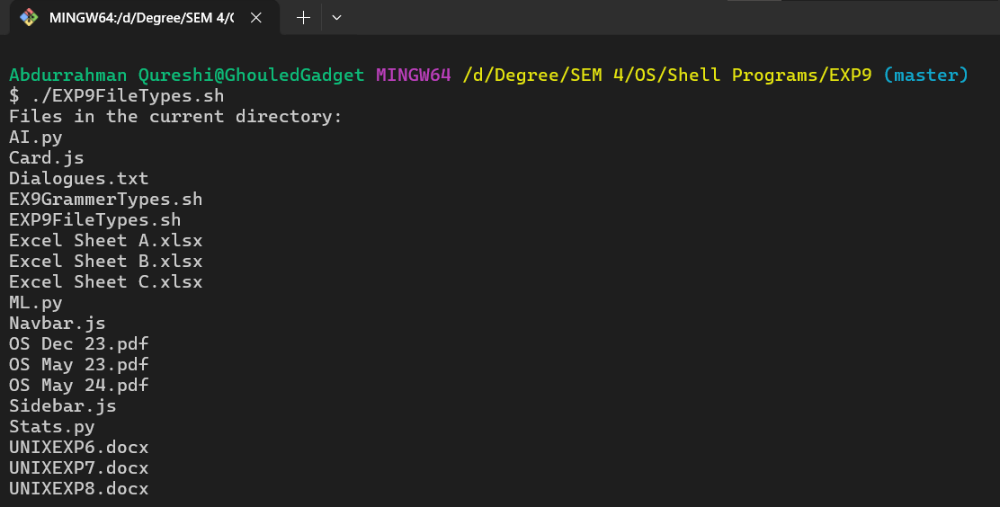 MINGW64:/d/Degree/SEM 4/
Abdurrahman Qureshi@GhouledGadget MINGW64 /d/Degree/SEM 4/OS/Shell Programs/EXP9 (master)
$ ./EXP9FileTypes.sh
Files in the current directory:
AI.py
Card.js
Dialogues.txt
EX9GrammerTypes.sh
EXP9FileTypes.sh
Excel Sheet A.xlsx
Excel Sheet B.xlsx
Excel Sheet C.xlsx
ML.py
Navbar.js
OS Dec 23.pdf
OS May 23.pdf
OS May 24.pdf
Sidebar.js
Stats.py
UNIXEXP6.docx
UNIXEXP7.docx
UNIXEXP8.docx